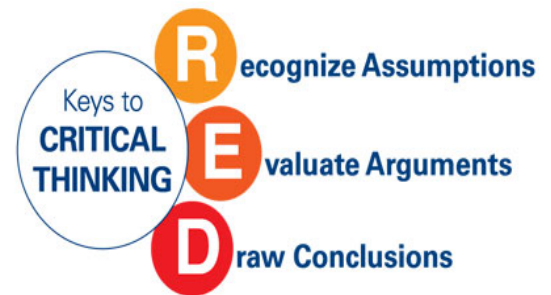 Keys to
CRITICAL
THINKING
Recognize Assumptions
Evaluate Arguments
Draw Conclusions